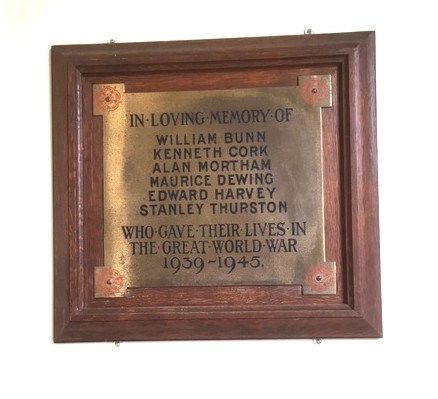 IN·LOVING·MEMORY·OF
WILLIAM BUNN
KENNETH CORK
ALAN MORTHAM
MAURICE DEWING
EDWARD HARVEY
STANLEY THURSTON
WHO·GAVE·THEIR·LIVES·IN
THE·GREAT·WORLD·WAR
1939~1945.